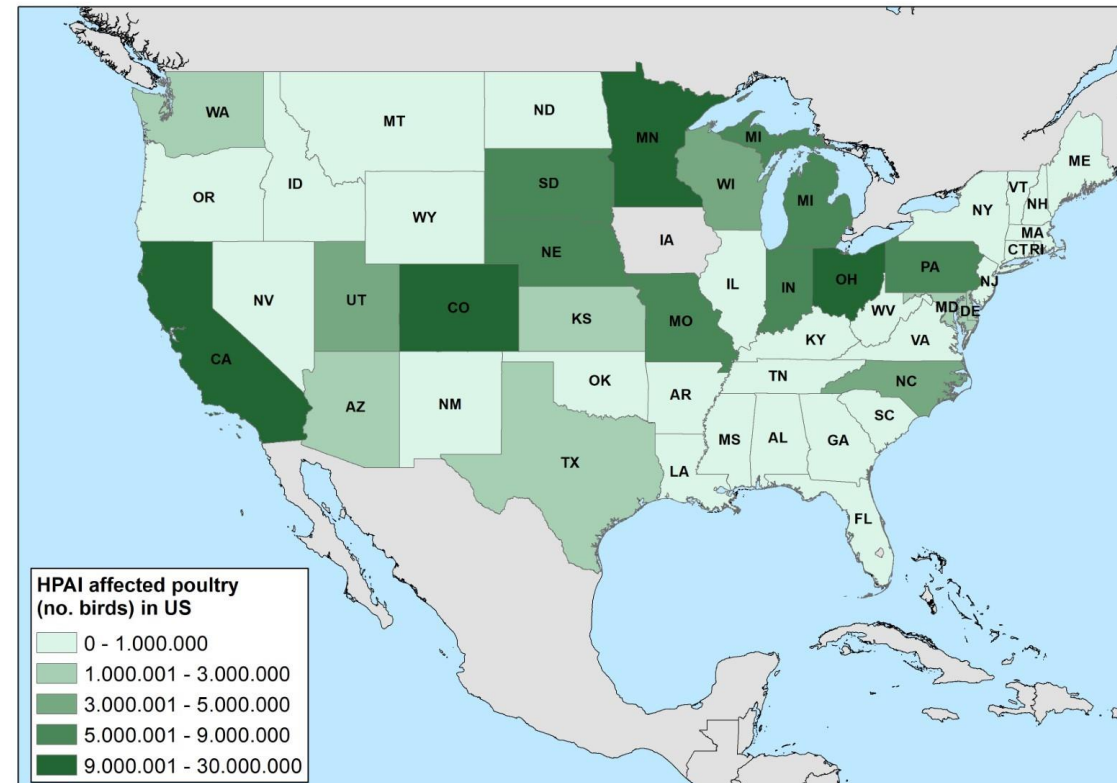 WA
MT
ND
MN
MI
ME
OR
ID
SD
WI
MI
VT
NH
NY
WY
MA
IA
CT RI
NE
PA
NV
UT
CO
IL
IN
OH
NJ
MD DE
KS
MO
WV
VA
KY
CA
AZ
NM
OK
AR
TN
NC
SC
MS
AL
GA
TX
LA
FL
HPAI affected poultry
(no. birds) in US
0 - 1.000.000
1.000.001 - 3.000.000
3.000.001 - 5.000.000
5.000.001 - 9.000.000
9.000.001 - 30.000.000